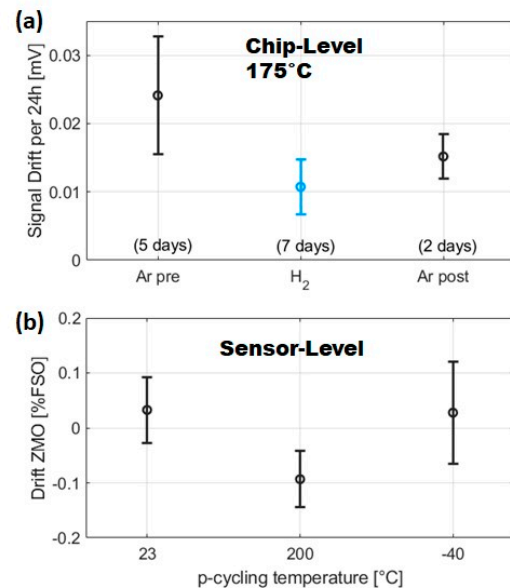 (a)
Signal Drift per 24h [mV]
0.03
0.02
0.01
0
Chip-Level
175°C
(5 days)
(7 days)
(2 days)
Ar pre
H₂
Ar post
(b)
Drift ZMO [%FSO]
0.2
0.1
0
-0.1
-0.2
Sensor-Level
23
200
-40
p-cycling temperature [°C]